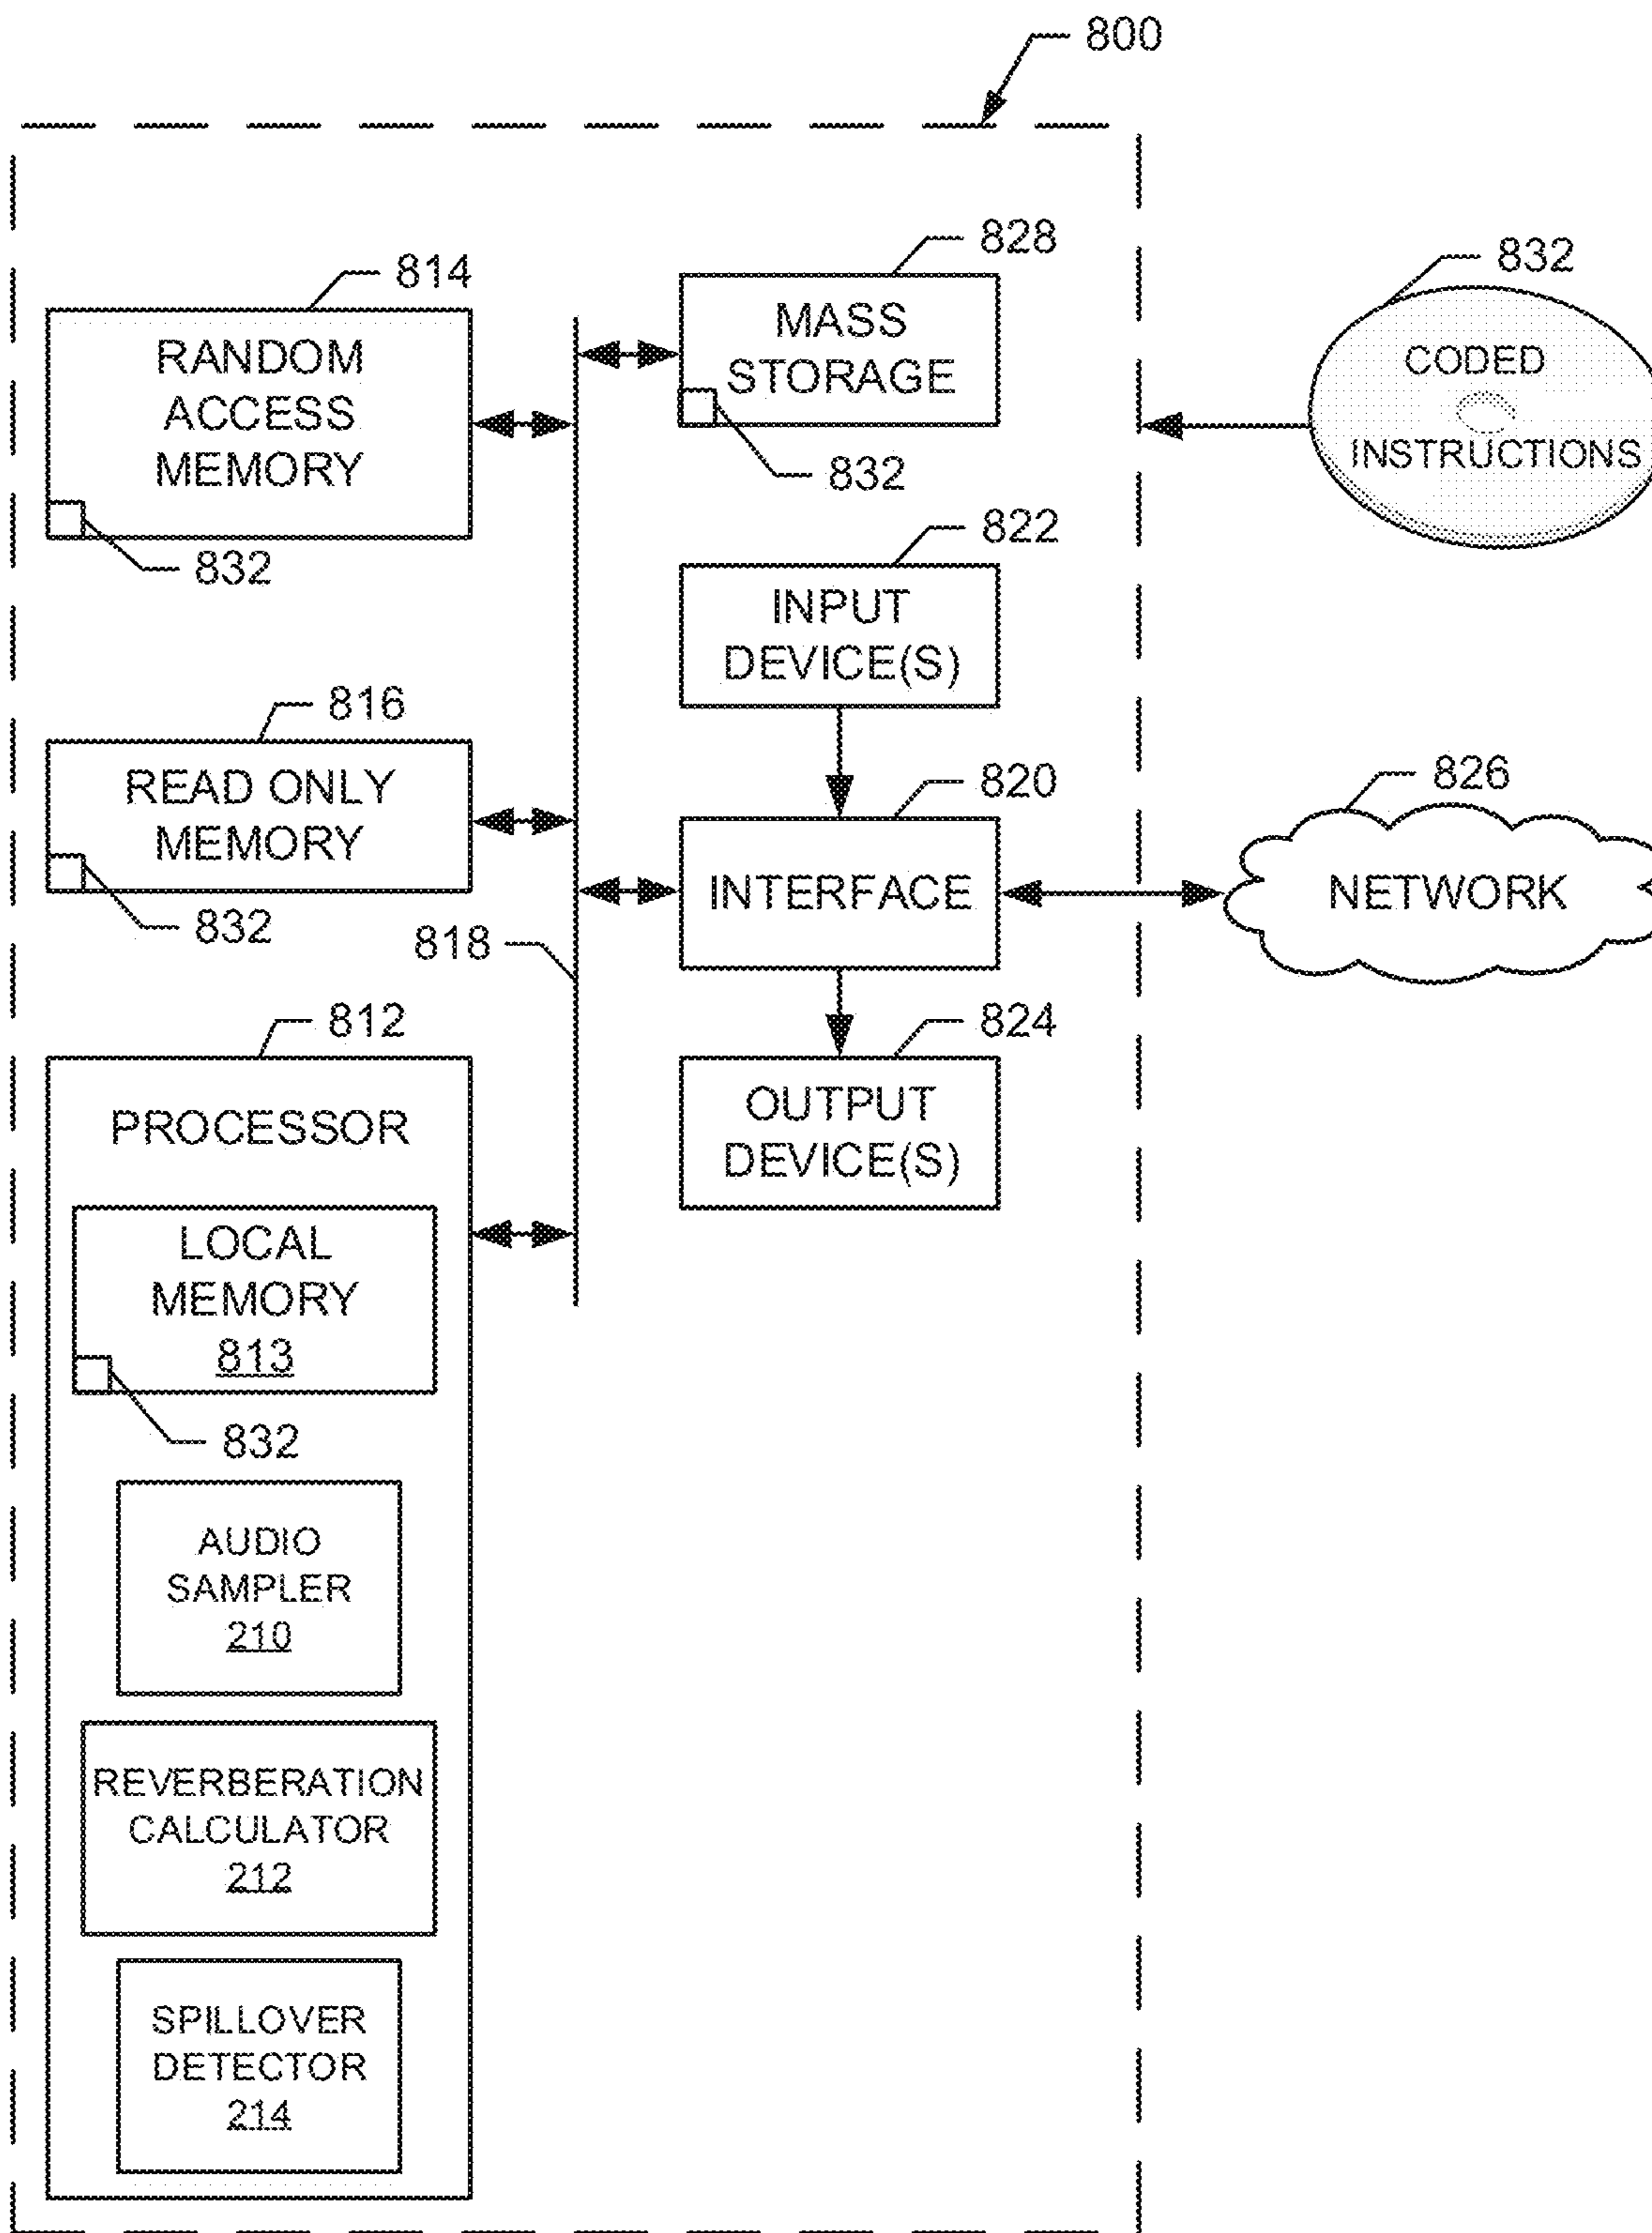 800
814
RANDOM
ACCESS
MEMORY
832
828
MASS
STORAGE
832
832
CODED
INSTRUCTIONS
822
INPUT
DEVICE(S)
816
READ ONLY
MEMORY
832
818
820
INTERFACE
826
NETWORK
824
OUTPUT
DEVICE(S)
812
PROCESSOR
LOCAL
MEMORY
813
832
AUDIO
SAMPLER
210
REVERBERATION
CALCULATOR
212
SPILLOVER
DETECTOR
214